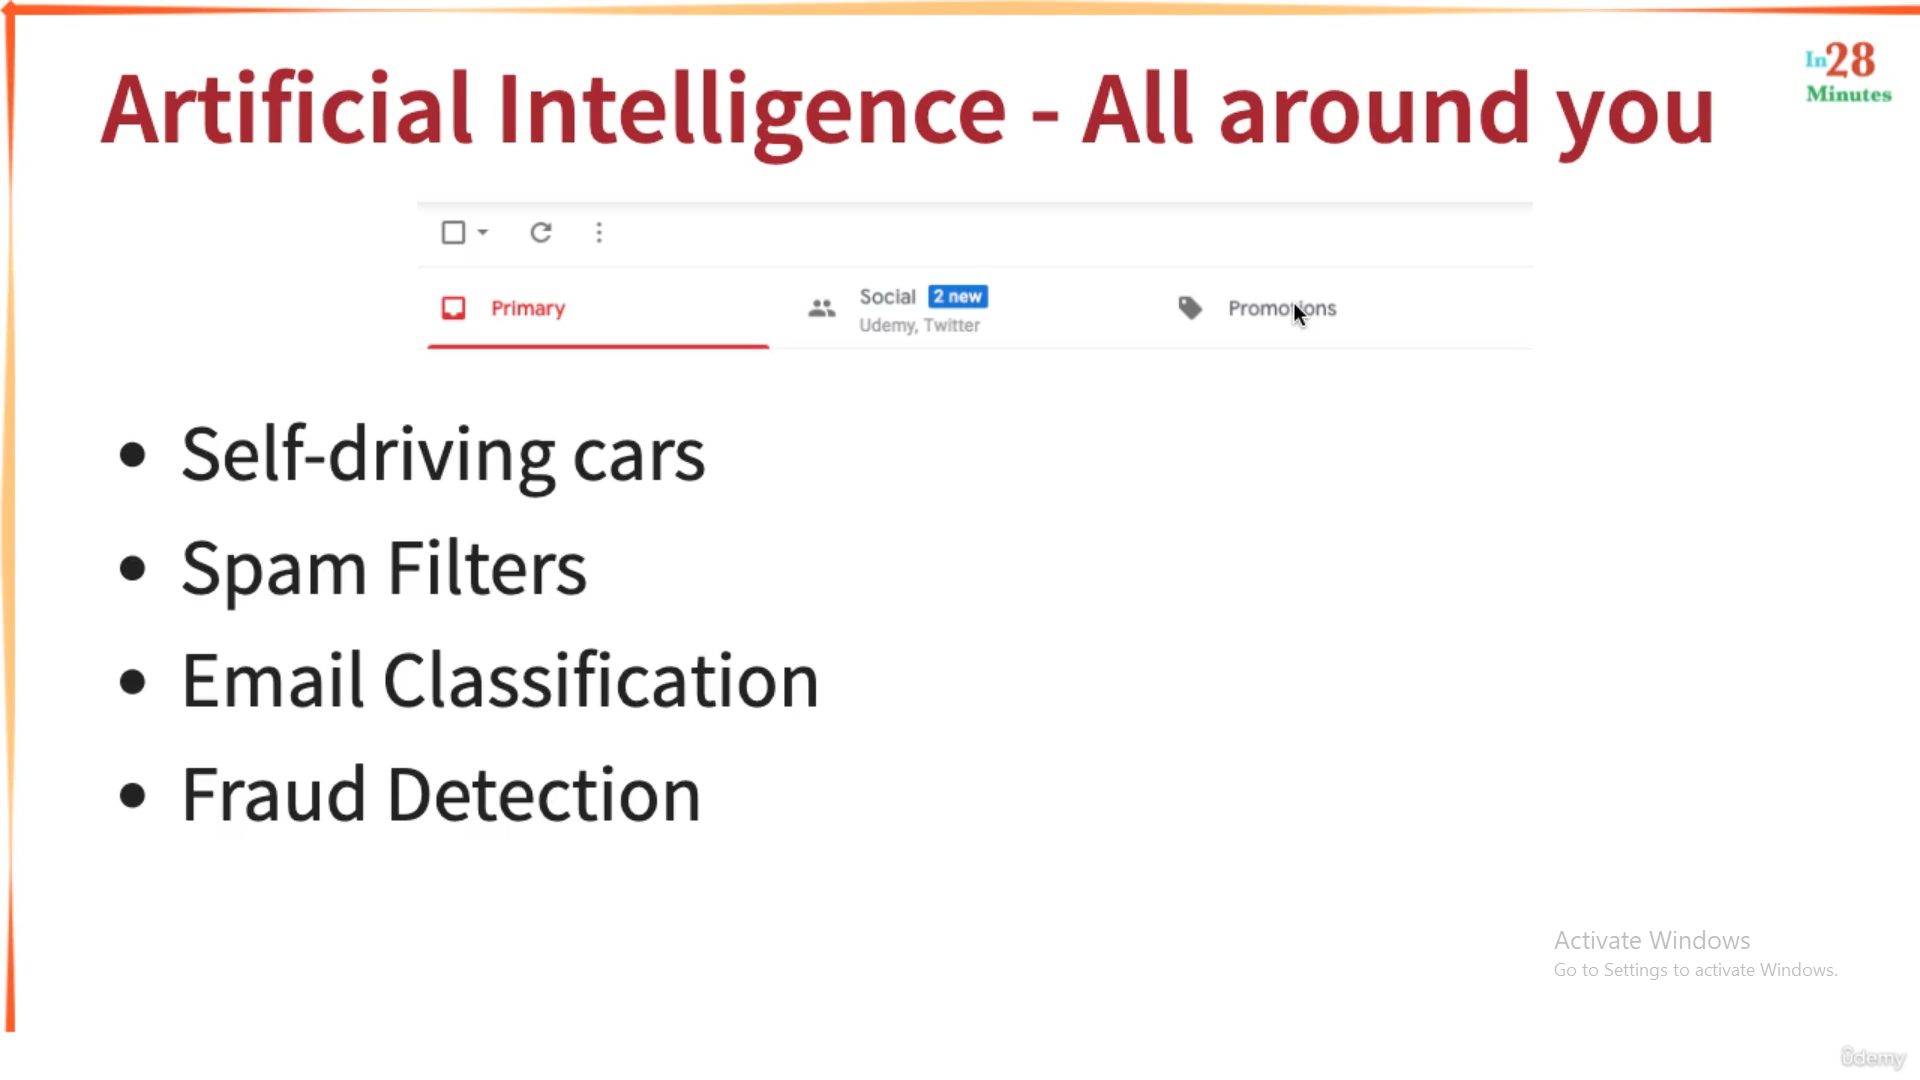 Artificial Intelligence - All around you
In28
Minutes
Primary
Social 2 new
Udemy, Twitter
Promotions
• Self-driving cars
• Spam Filters
• Email Classification
• Fraud Detection
Activate Windows
Go to Settings to activate Windows.
ûdemy